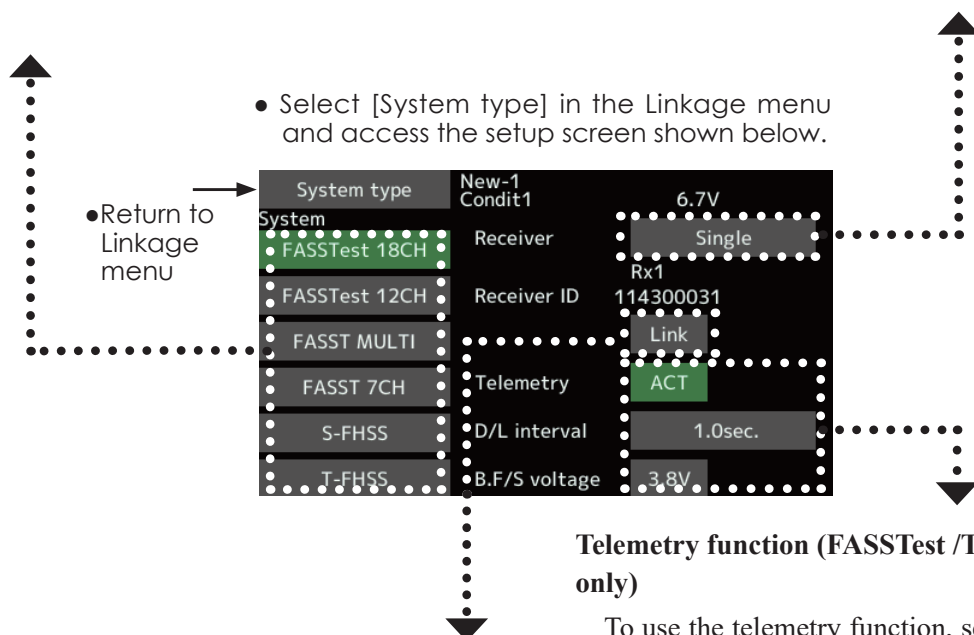 ● Select [System type] in the Linkage menu
and access the setup screen shown below.
●Return to
Linkage
menu
System type
New-1
Condit1
6.7V
System
FASSTest 18CH
Receiver
Single
Rx1
FASSTest 12CH
Receiver ID
114300031
FASST MULTI
Link
FASST 7CH
Telemetry
ACT
S-FHSS
D/L interval
1.0sec.
T-FHSS
B.F/S voltage
3.8V
Telemetry function (FASSTest /T
only)
To use the telemetry function, se